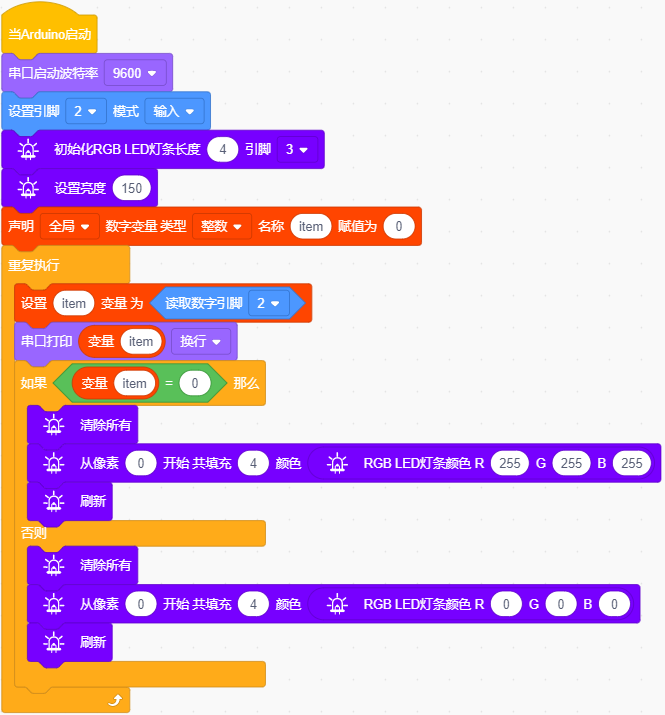 当Arduino启动
串口启动波特率 9600
设置引脚 2 模式 输入
初始化RGB LED灯条长度 4 引脚 3
设置亮度 150
声明 全局 数字变量 类型 整数 名称 item 赋值为 0
重复执行
设置 item 变量 为 读取数字引脚 2
串口打印 变量 item 换行
如果 变量 item = 0 那么
清除所有
从像素 0 开始 共填充 4 颜色 RGB LED灯条颜色 R 255 G 255 B 255
刷新
否则
清除所有
从像素 0 开始 共填充 4 颜色 RGB LED灯条颜色 R 0 G 0 B 0
刷新